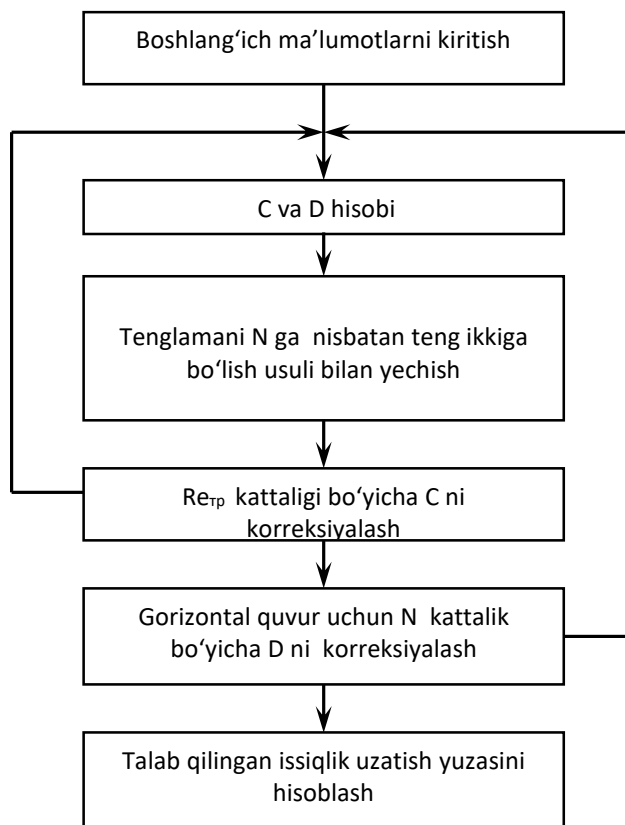 Boshlang‘ich ma’lumotlarni kiritish
C va D hisobi
Tenglamani N ga nisbatan teng ikkiga
bo‘lish usuli bilan yechish
Reтр kattaligi bo‘yicha C ni
korreksiyalash
Gorizontal quvur uchun N kattalik
bo‘yicha D ni korreksiyalash
Talab qilingan issiqlik uzatish yuzasini
hisoblash